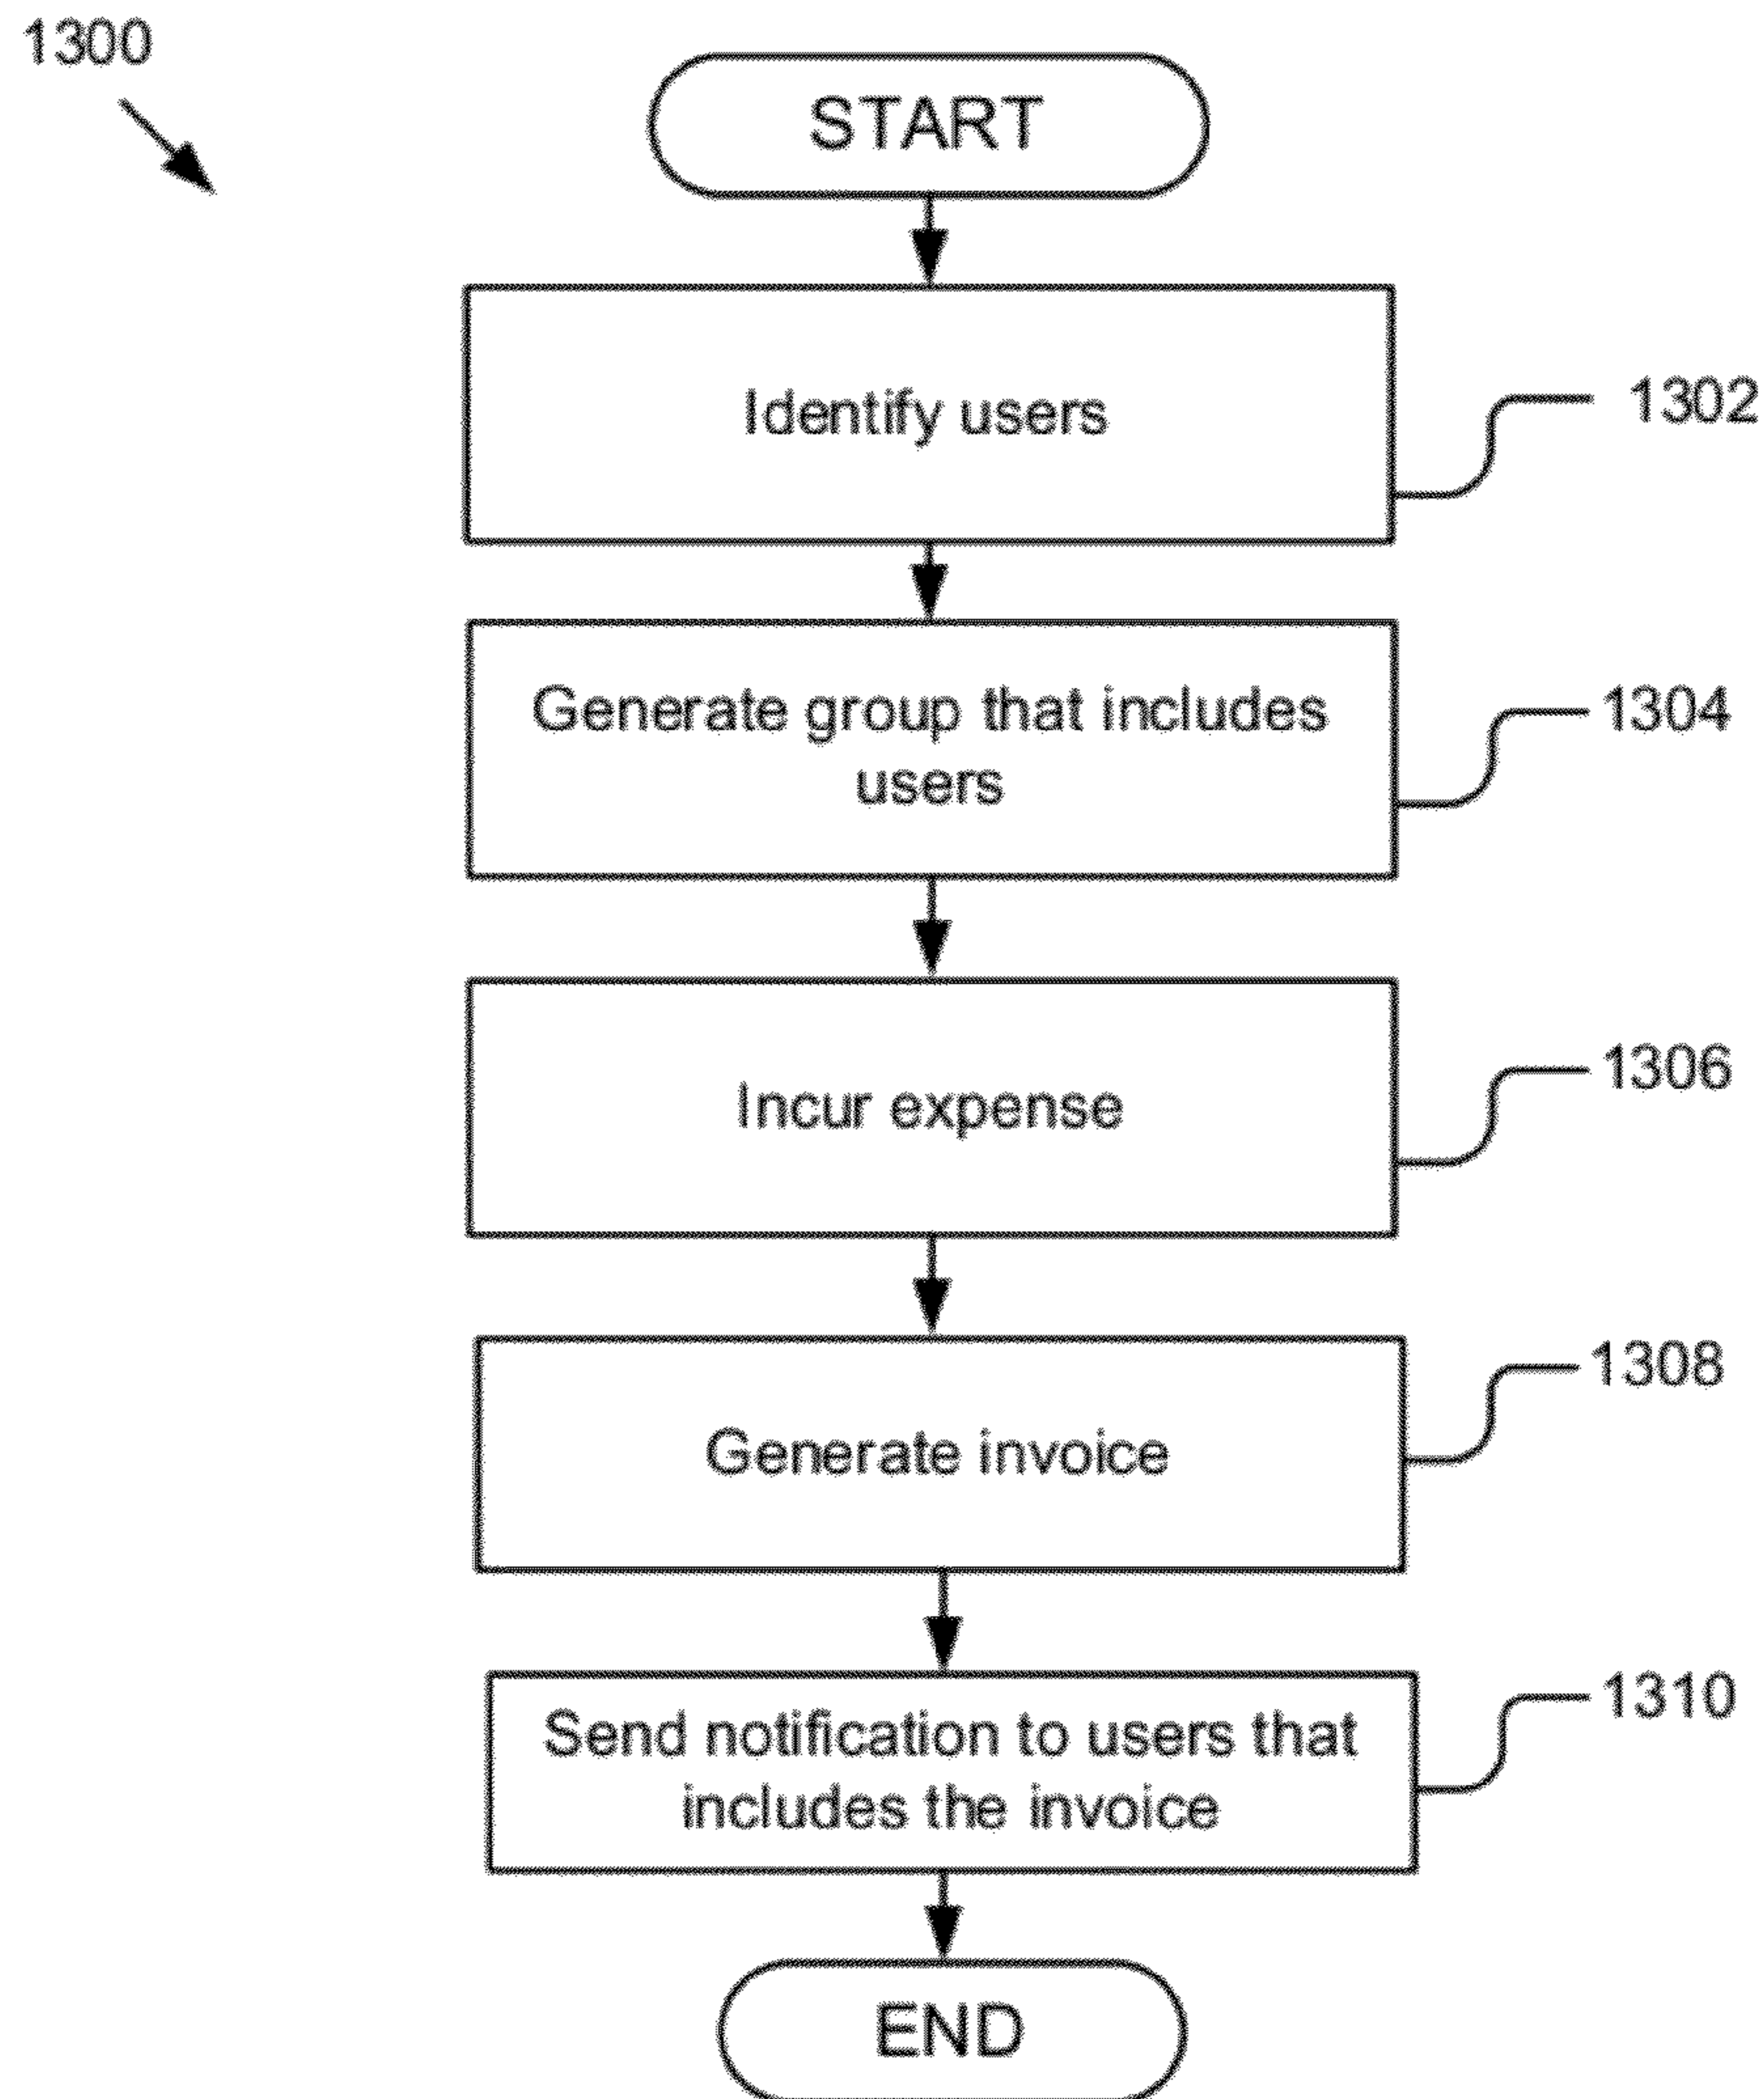 1300
START
Identify users
1302
Generate group that includes
users
1304
Incur expense
1306
Generate invoice
1308
Send notification to users that
includes the invoice
1310
END